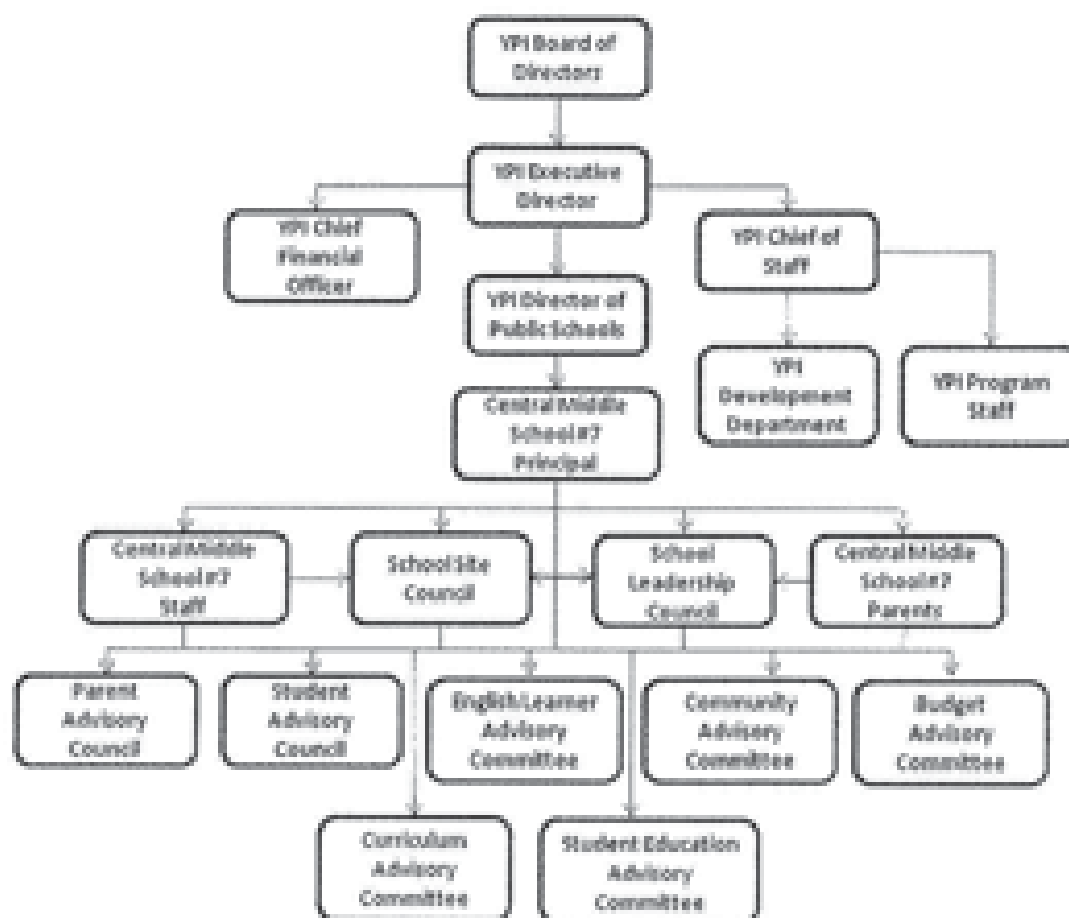 YPI Board of
Directors
YPI Executive
Director
YPI Chief
Financial
Officer
YPI Chief of
Staff
YPI Director of
Public Schools
YPI
Development
Department
YPI Program
Staff
Central Middle
School #7
Principal
Central Middle
School #7
Staff
School Site
Council
School
Leadership
Council
Central Middle
School #7
Parents
Parent
Advisory
Council
Student
Advisory
Council
English Learner
Advisory
Committee
Community
Advisory
Committee
Budget
Advisory
Committee
Curriculum
Advisory
Committee
Student Education
Advisory
Committee